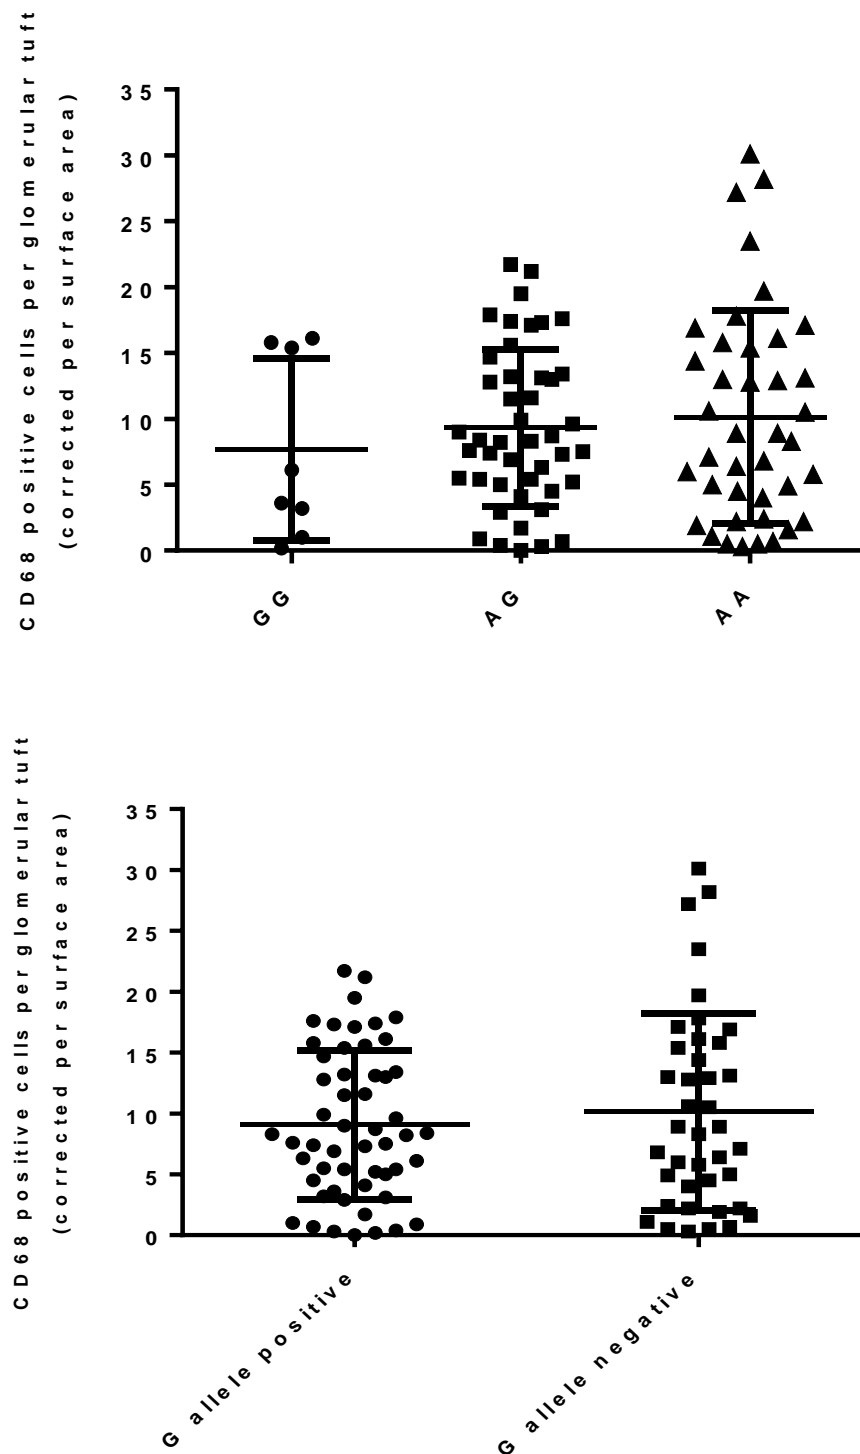 CD68 positive cells per glomerular tuft
(corrected per surface area)
35
30
25
20
15
10
5
0
GG
AG
AA
CD68 positive cells per glomerular tuft
(corrected per surface area)
35
30
25
20
15
10
5
0
G allele positive
G allele negative